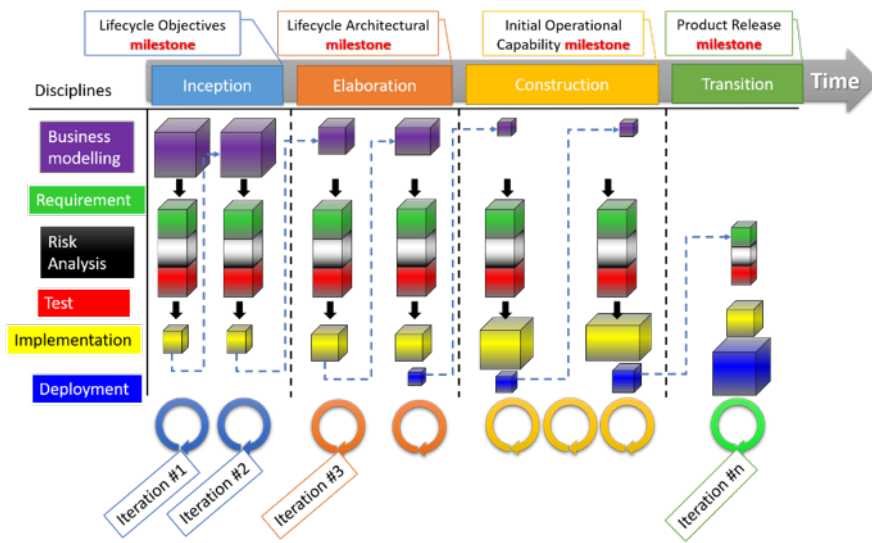 Lifecycle Objectives
milestone
Lifecycle Architectural
milestone
Initial Operational
Capability milestone
Product Release
milestone
Disciplines
Inception
Elaboration
Construction
Transition
Time
Business
modelling
Requirement
Risk
Analysis
Test
Implementation
Deployment
Iteration #1
Iteration #2
Iteration #3
Iteration #n